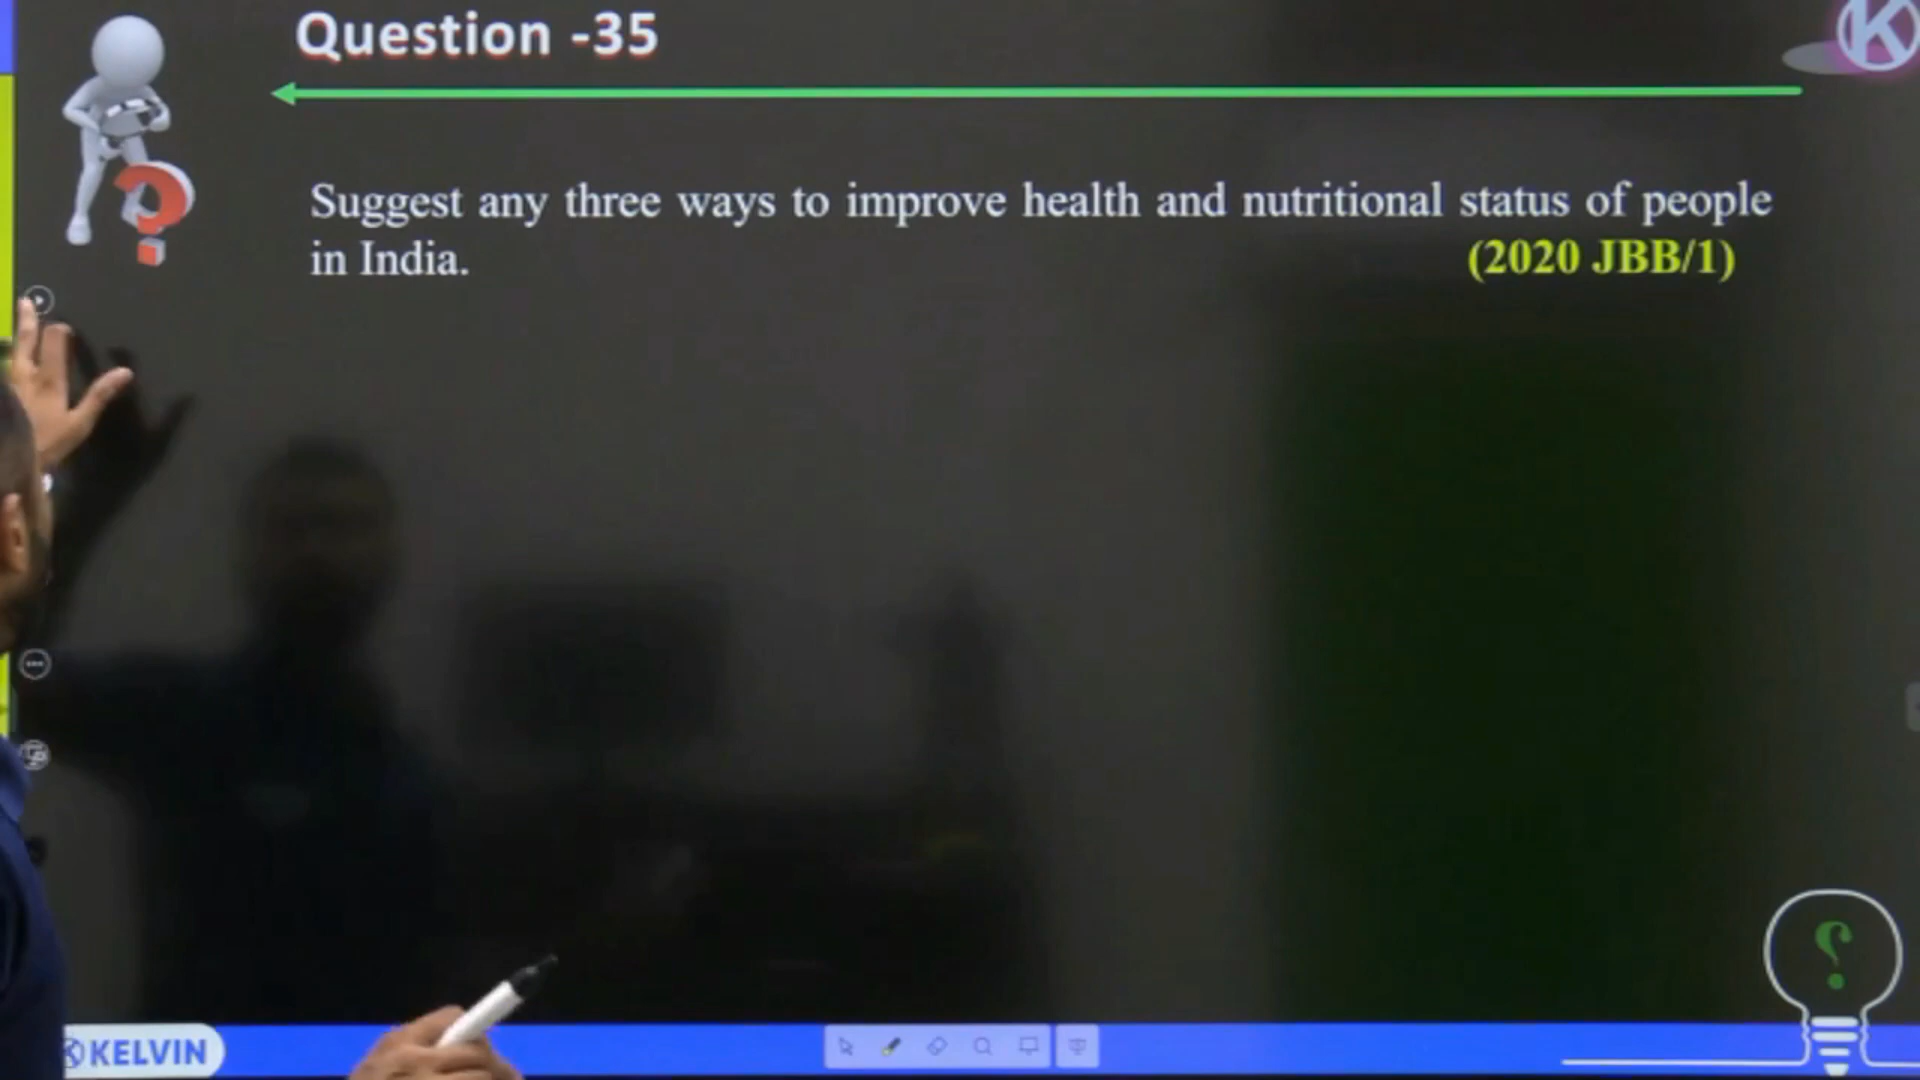 Question -35
Suggest any three ways to improve health and nutritional status of people
in India.
(2020 JBB/1)
KELVIN